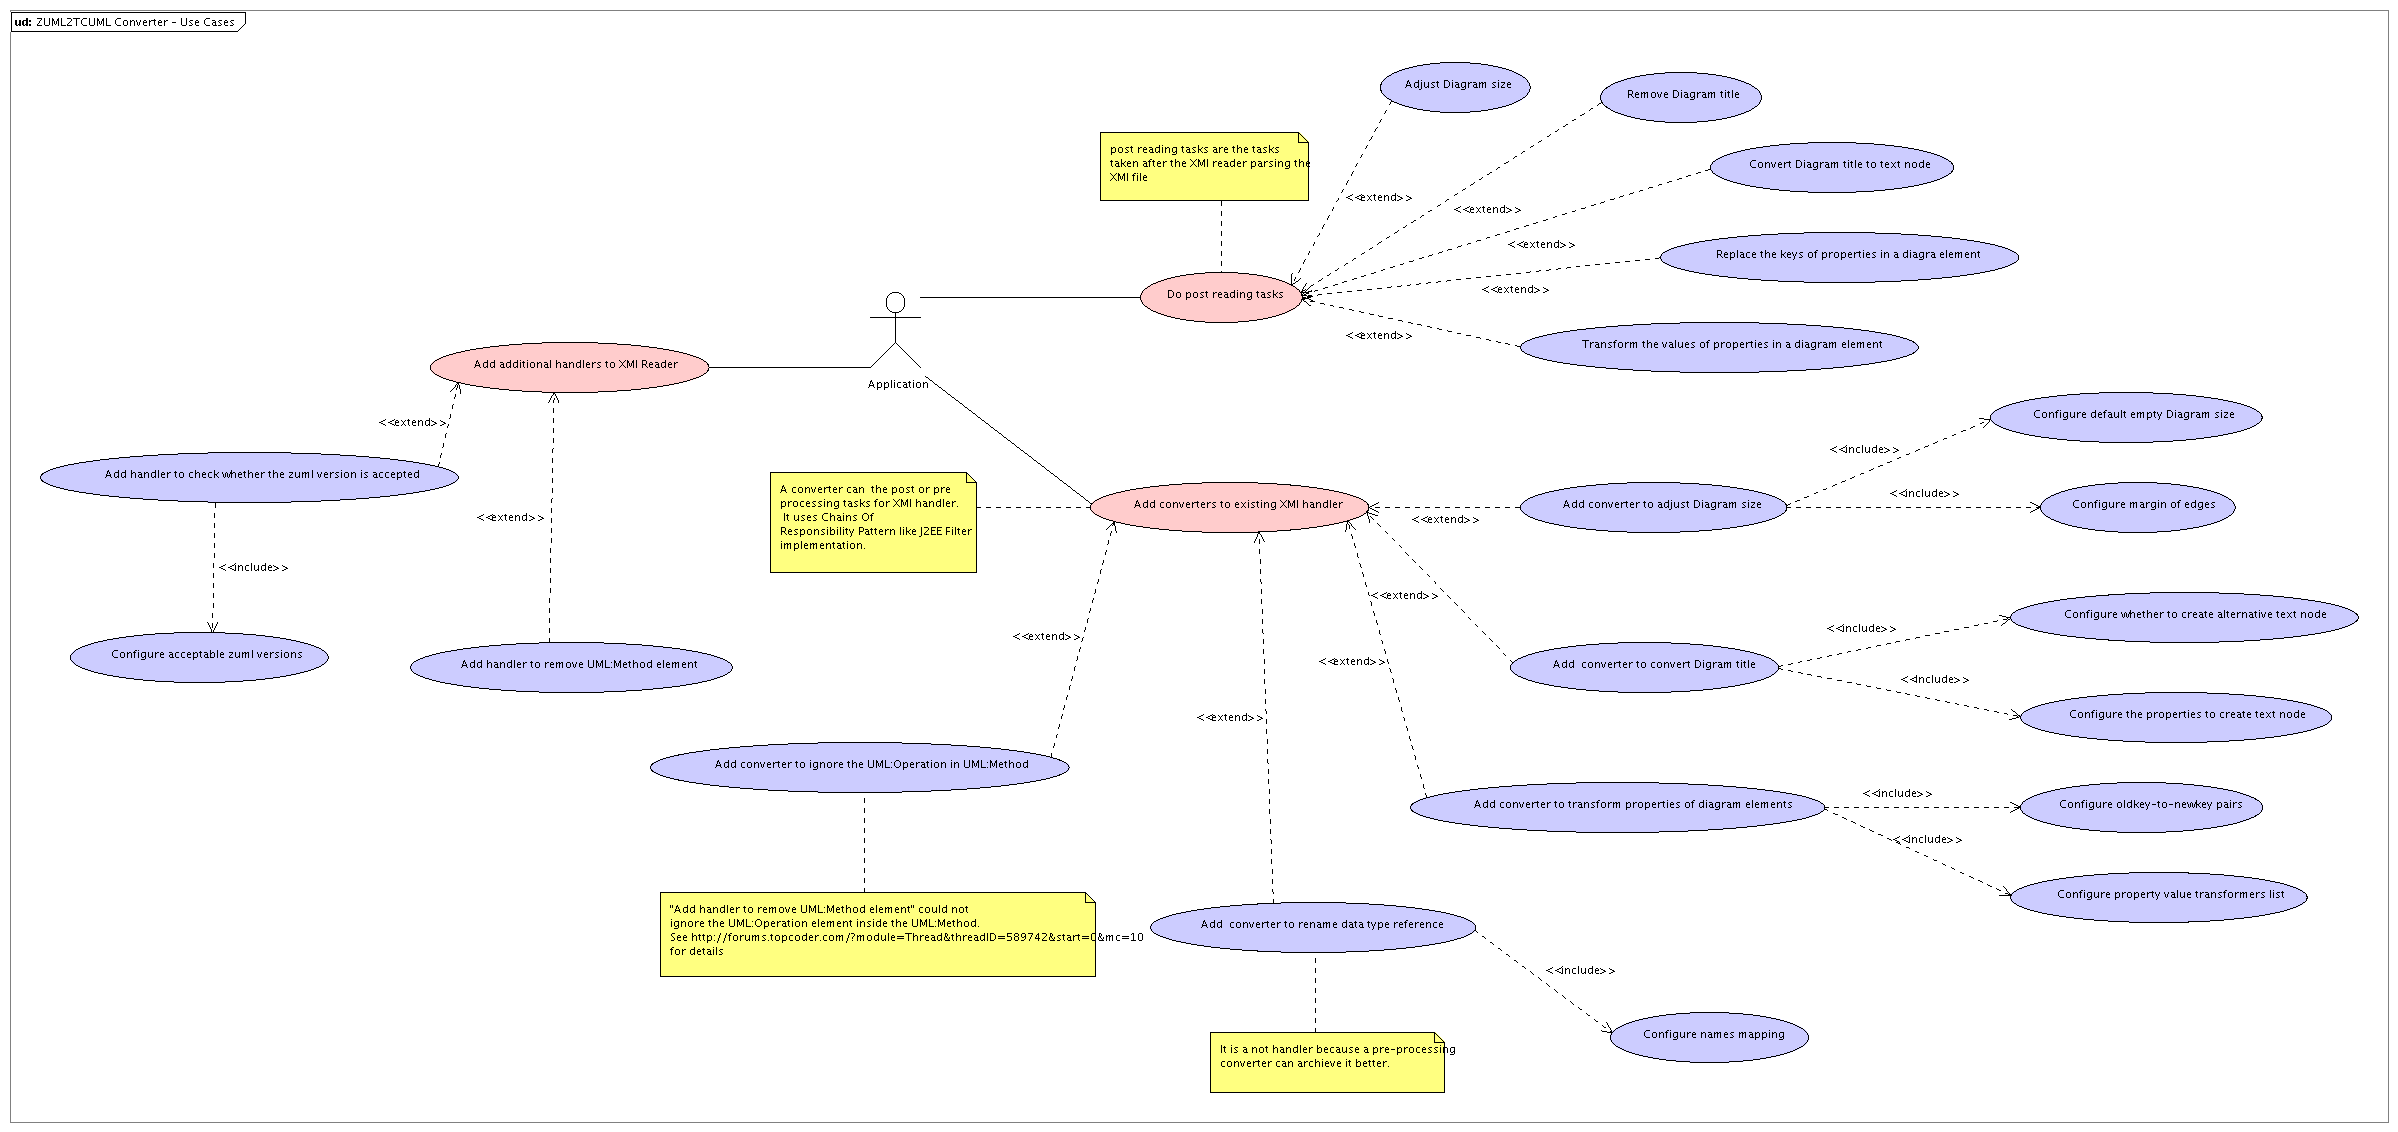 ud: ZUML2TCUML Converter - Use Cases
Adjust Diagram size
Remove Diagram title
post reading tasks are the tasks
taken after the XMI reader parsing the
XMI file
Convert Diagram title to text node
<<extend>>
<<extend>>
<<extend>>
Replace the keys of properties in a diagra element
<<extend>>
Do post reading tasks
<<extend>>
Transform the values of properties in a diagram element
Add additional handlers to XMI Reader
Application
<<extend>>
Configure default empty Diagram size
<<include>>
Add handler to check whether the zuml version is accepted
A converter can  the post or pre
processing tasks for XMI handler.
It uses Chains Of
Responsibility Pattern like J2EE Filter
implementation.
Add converters to existing XMI handler
<<extend>>
Add converter to adjust Diagram size
<<include>>
Configure margin of edges
<<extend>>
<<include>>
<<extend>>
Configure whether to create alternative text node
<<include>>
<<extend>>
Configure acceptable zuml versions
Add handler to remove UML:Method element
<<extend>>
Add  converter to convert Digram title
<<include>>
Configure the properties to create text node
<<extend>>
Add converter to ignore the UML:Operation in UML:Method
Add converter to transform properties of diagram elements
<<include>>
Configure oldkey-to-newkey pairs
<<include>>
Configure property value transformers list
"Add handler to remove UML:Method element" could not
ignore the UML:Operation element inside the UML:Method.
See http://forums.topcoder.com/?module=Thread&threadID=589742&start=0&mc=10
for details
Add  converter to rename data type reference
<<include>>
Configure names mapping
It is a not handler because a pre-processing
converter can archieve it better.